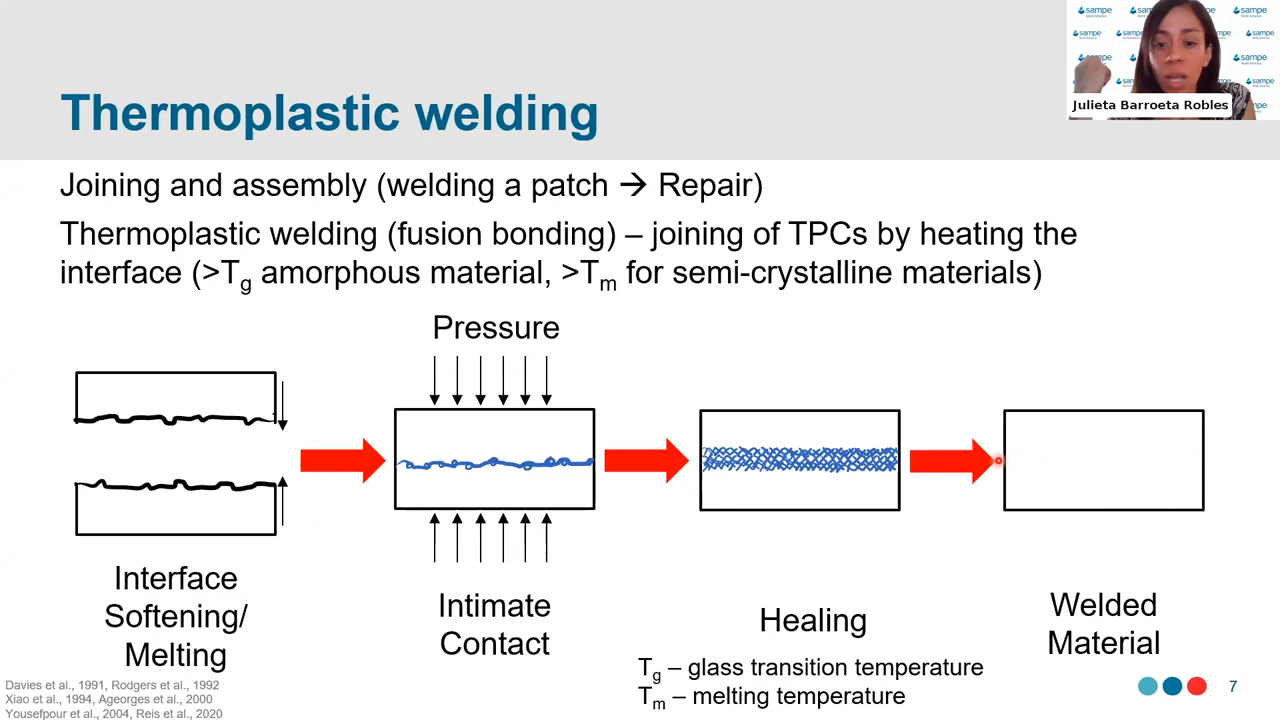 sampe
Julieta Barroeta Robles
Thermoplastic welding
Joining and assembly (welding a patch → Repair)
Thermoplastic welding (fusion bonding) – joining of TPCs by heating the
interface (>Tg amorphous material, >Tm for semi-crystalline materials)
Pressure
Interface
Softening/
Melting
Intimate
Contact
Healing
Welded
Material
Tg – glass transition temperature
Tm – melting temperature
Davies et al., 1991, Rodgers et al., 1992
Xiao et al., 1994, Ageorges et al., 2000
Yousefpour et al., 2004, Reis et al., 2020
7